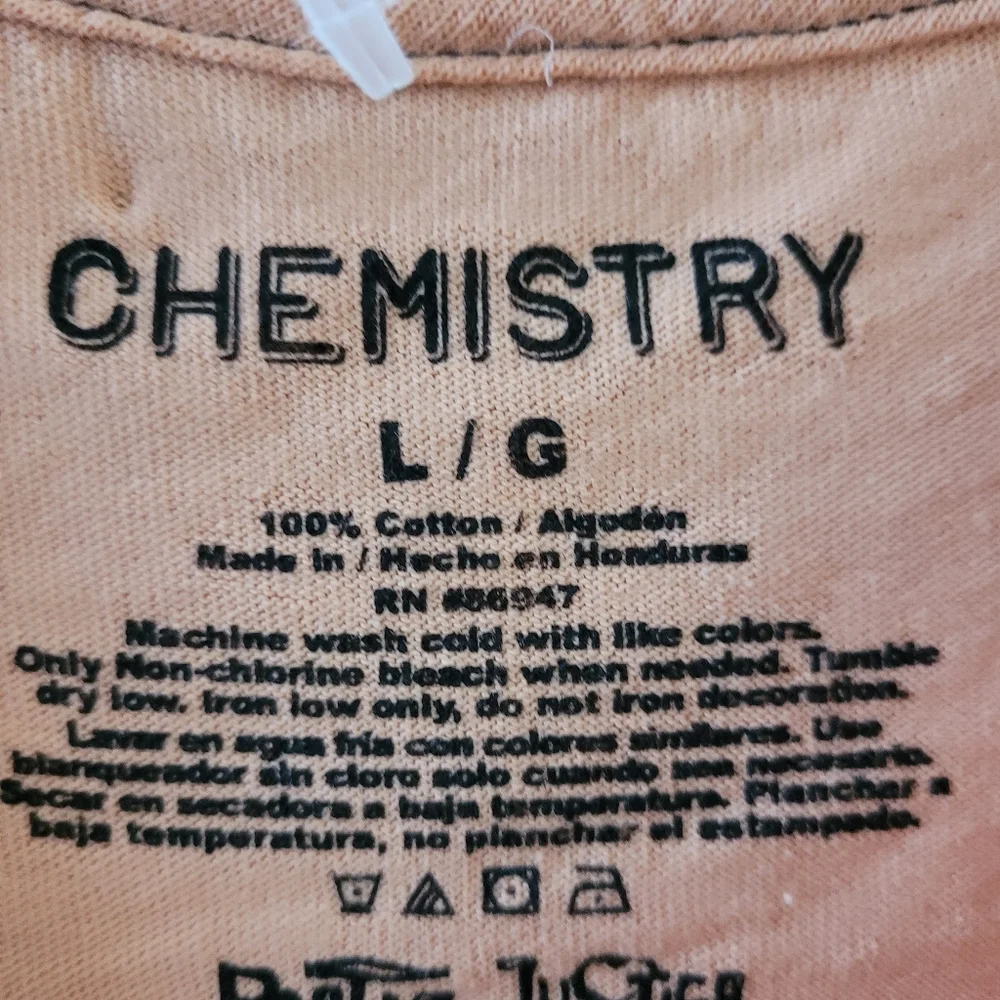 CHEMISTRY
L / G
100% Cotton / Algodón
Made in / Hecho en Honduras
RN #86947
Machine wash cold with like colors.
Only Non-chlorine bleach when needed. Tumble
dry low. Iron low only, do not iron decoration.
Lavar en agua fria con colores similares. Use
blanqueador sin cloro solo cuando sea necesario.
Secar en secadora a baja temperatura. Planchar a
baja temperatura, no planchar el estampado.